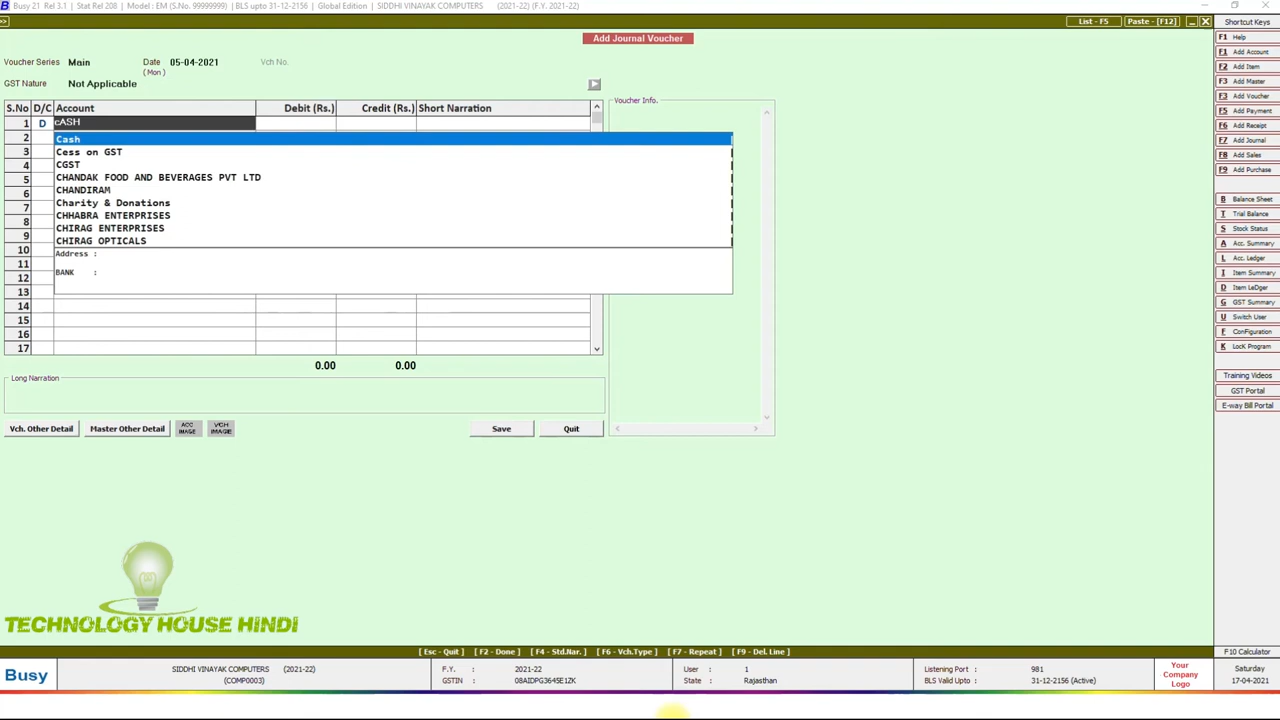 Busy 21 Rel 3.1 | Stat Rel 208 | Model : EM (S.No. 99999999) | BLS upto 31-12-2156 | Global Edition | SIDDHI VINAYAK COMPUTERS (2021-22) (F.Y. 2021-22)
>>
List - F5
Paste - [F12]
Shortcut Keys
Add Journal Voucher
Voucher Series Main Date 05-04-2021 Vch No.
( Mon )
GST Nature Not Applicable
S.No D/C Account Debit (Rs.) Credit (Rs.) Short Narration
1 D cASH
2
3
4
5
6
7
8
9
10
11
12
13
14
15
16
17
Cash
Cess on GST
CGST
CHANDAK FOOD AND BEVERAGES PVT LTD
CHANDIRAM
Charity & Donations
CHHABRA ENTERPRISES
CHIRAG ENTERPRISES
CHIRAG OPTICALS
Address :
BANK :
0.00 0.00
Long Narration
Vch. Other Detail
Master Other Detail
ACC IMAGE
VCH IMAGE
Save
Quit
Voucher Info.
F1 Help
F1 Add Account
F2 Add Item
F3 Add Master
F3 Add Voucher
F5 Add Payment
F6 Add Receipt
F7 Add Journal
F8 Add Sales
F9 Add Purchase
B Balance Sheet
T Trial Balance
S Stock Status
A Acc. Summary
L Acc. Ledger
I Item Summary
D Item LeDger
G GST Summary
U Switch User
F Configuration
K LocK Program
Training Videos
GST Portal
E-way Bill Portal
TECHNOLOGY HOUSE HINDI
[ Esc - Quit ] [ F2 - Done ] [ F4 - Std.Nar. ] [ F6 - Vch.Type ] [ F7 - Repeat ] [ F9 - Del. Line ]
F10 Calculator
Busy
SIDDHI VINAYAK COMPUTERS (2021-22)
(COMP0003)
F.Y. : 2021-22
GSTIN : 08AIDPG3645E1ZK
User : 1
State : Rajasthan
Listening Port : 981
BLS Valid Upto : 31-12-2156 (Active)
Your Company Logo
Saturday
17-04-2021